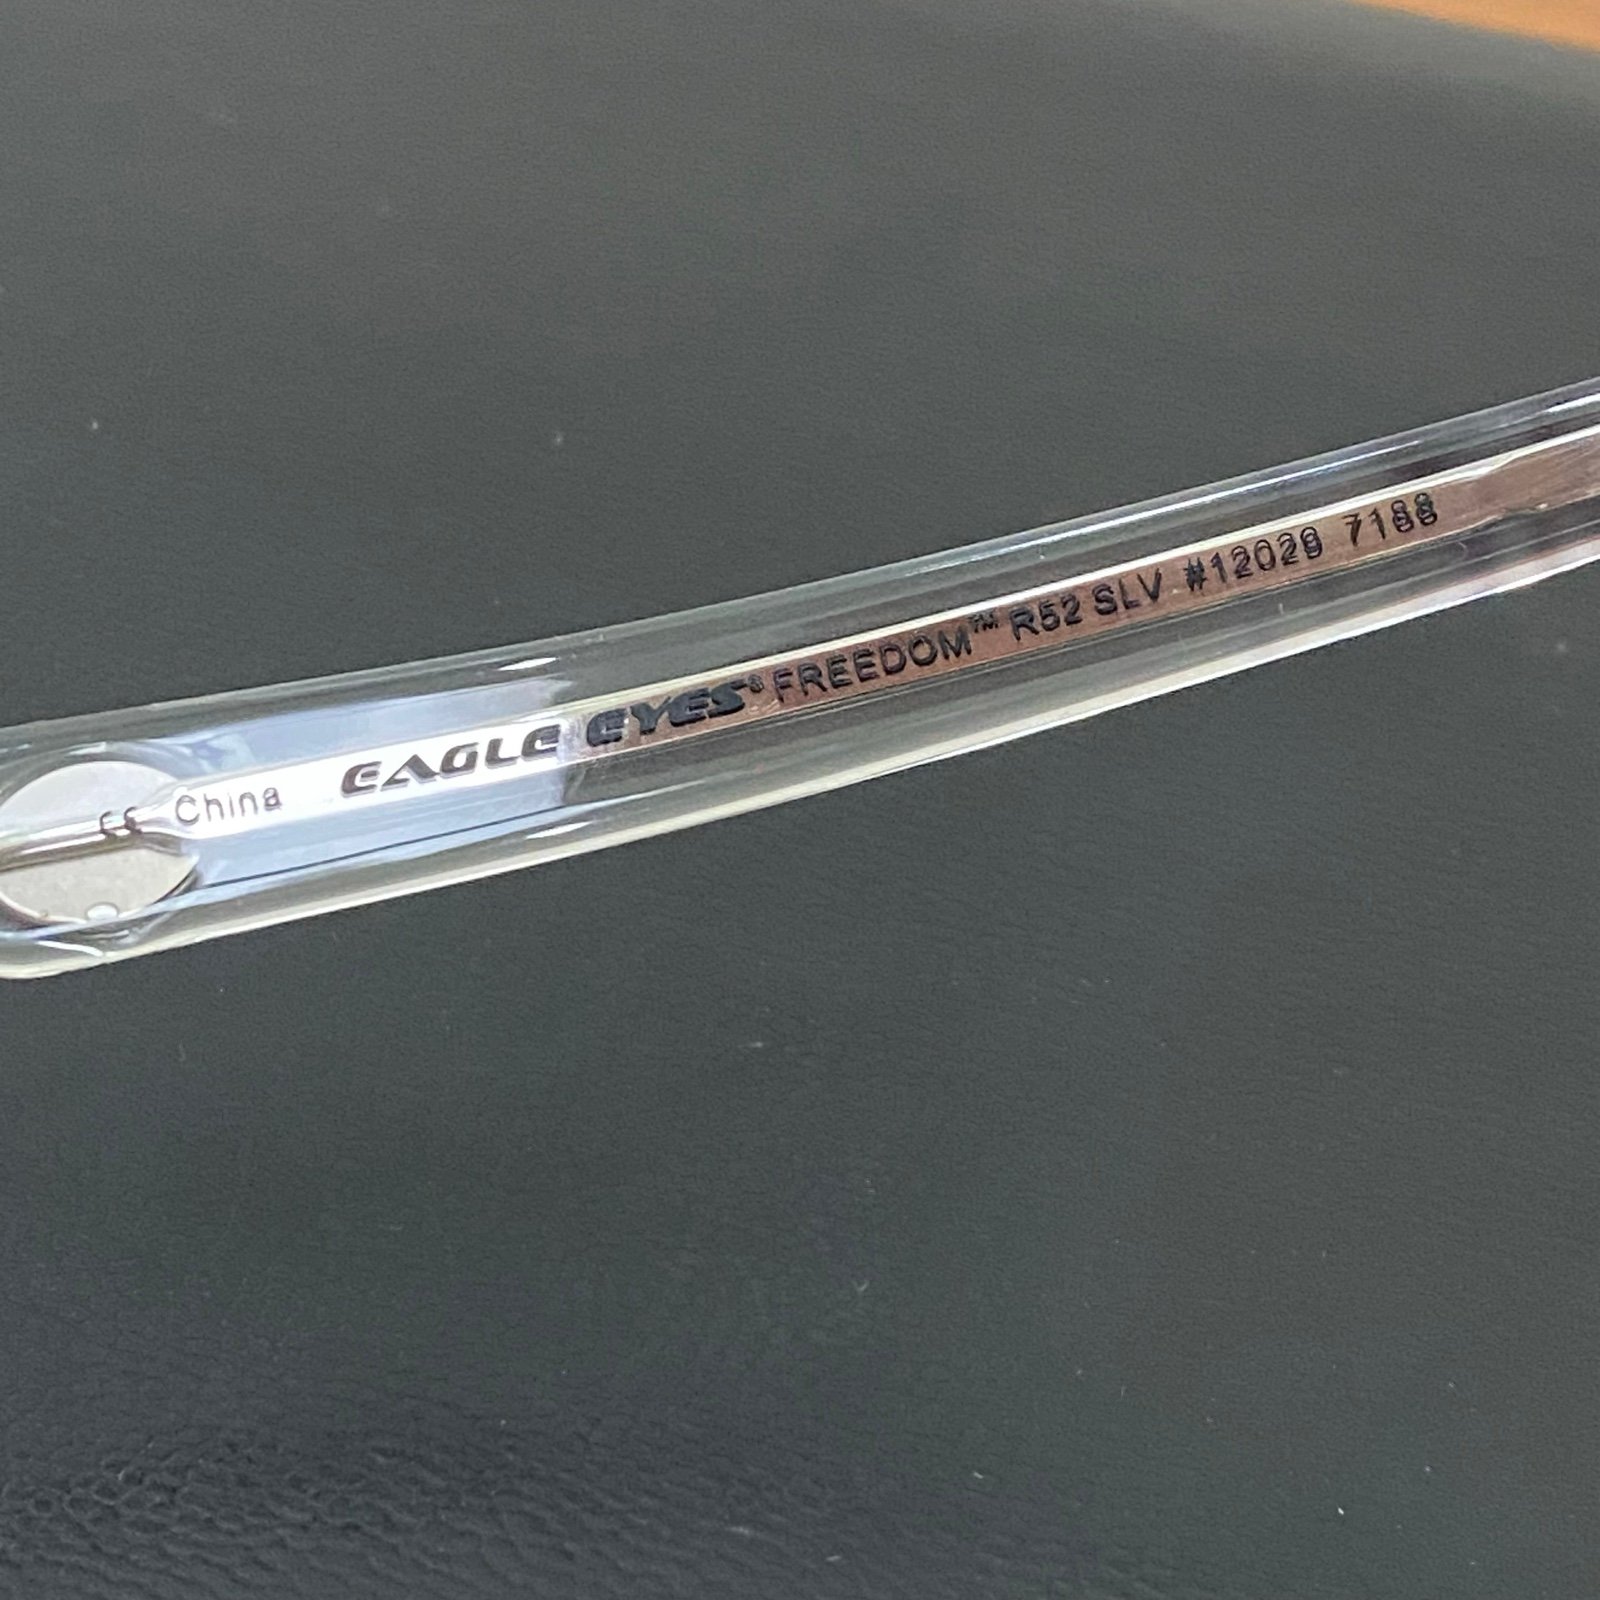 CE China EAGLE EYES® FREEDOM™ R52 SLV #12029 7188